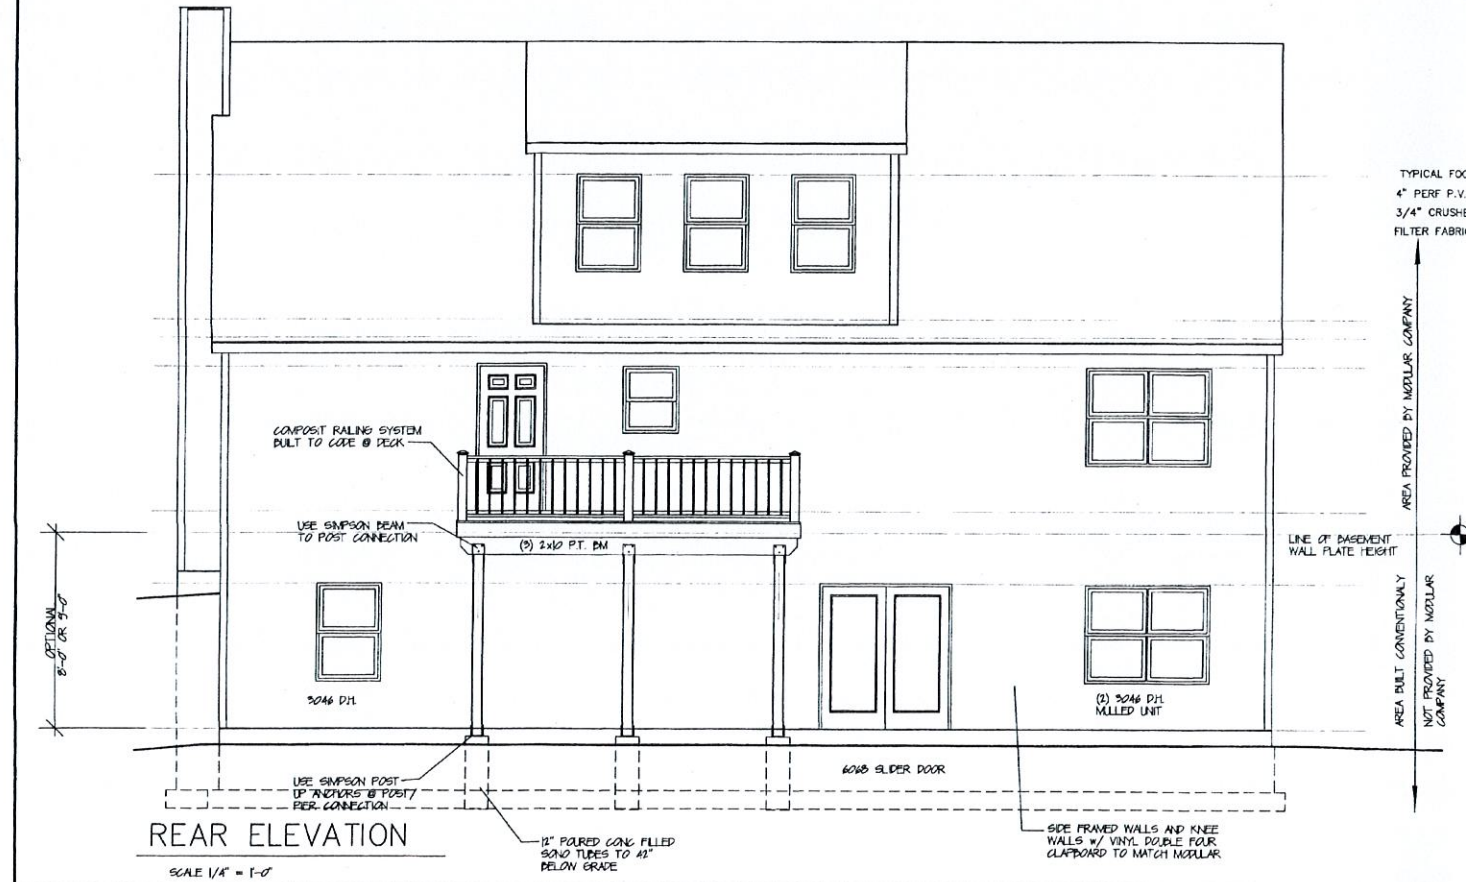 TYPICAL
4" PERF P.V.
3/4"
FILTER
AREA PROVIDED BY MODULAR COMPANY
COMPOSIT RAILING SYSTEM
BUILT TO CODE @ DECK
USE SIMPSON BEAM
TO POST CONNECTION
(3) 2x10 P.T. BM
LINE OF BASEMENT
WALL PLATE HEIGHT
OPTIONAL
8'-0" OR 9'-0"
AREA BUILT CONVENTIONALY
NOT PROVIDED BY MODULAR
COMPANY
3046 D.H.
(2) 3046 D.H.
MULLED UNIT
6068 SLIDER DOOR
USE SIMPSON POST
UP ANCHORS @ POST/
PIER CONNECTION
REAR ELEVATION
SCALE 1/4" = 1'-0"
12" POURED CONC FILLED
SONO TUBES TO 42"
BELOW GRADE
SIDE FRAMED WALLS AND KNEE
WALLS W/ VINYL DOUBLE FOUR
CLAPBOARD TO MATCH MODULAR